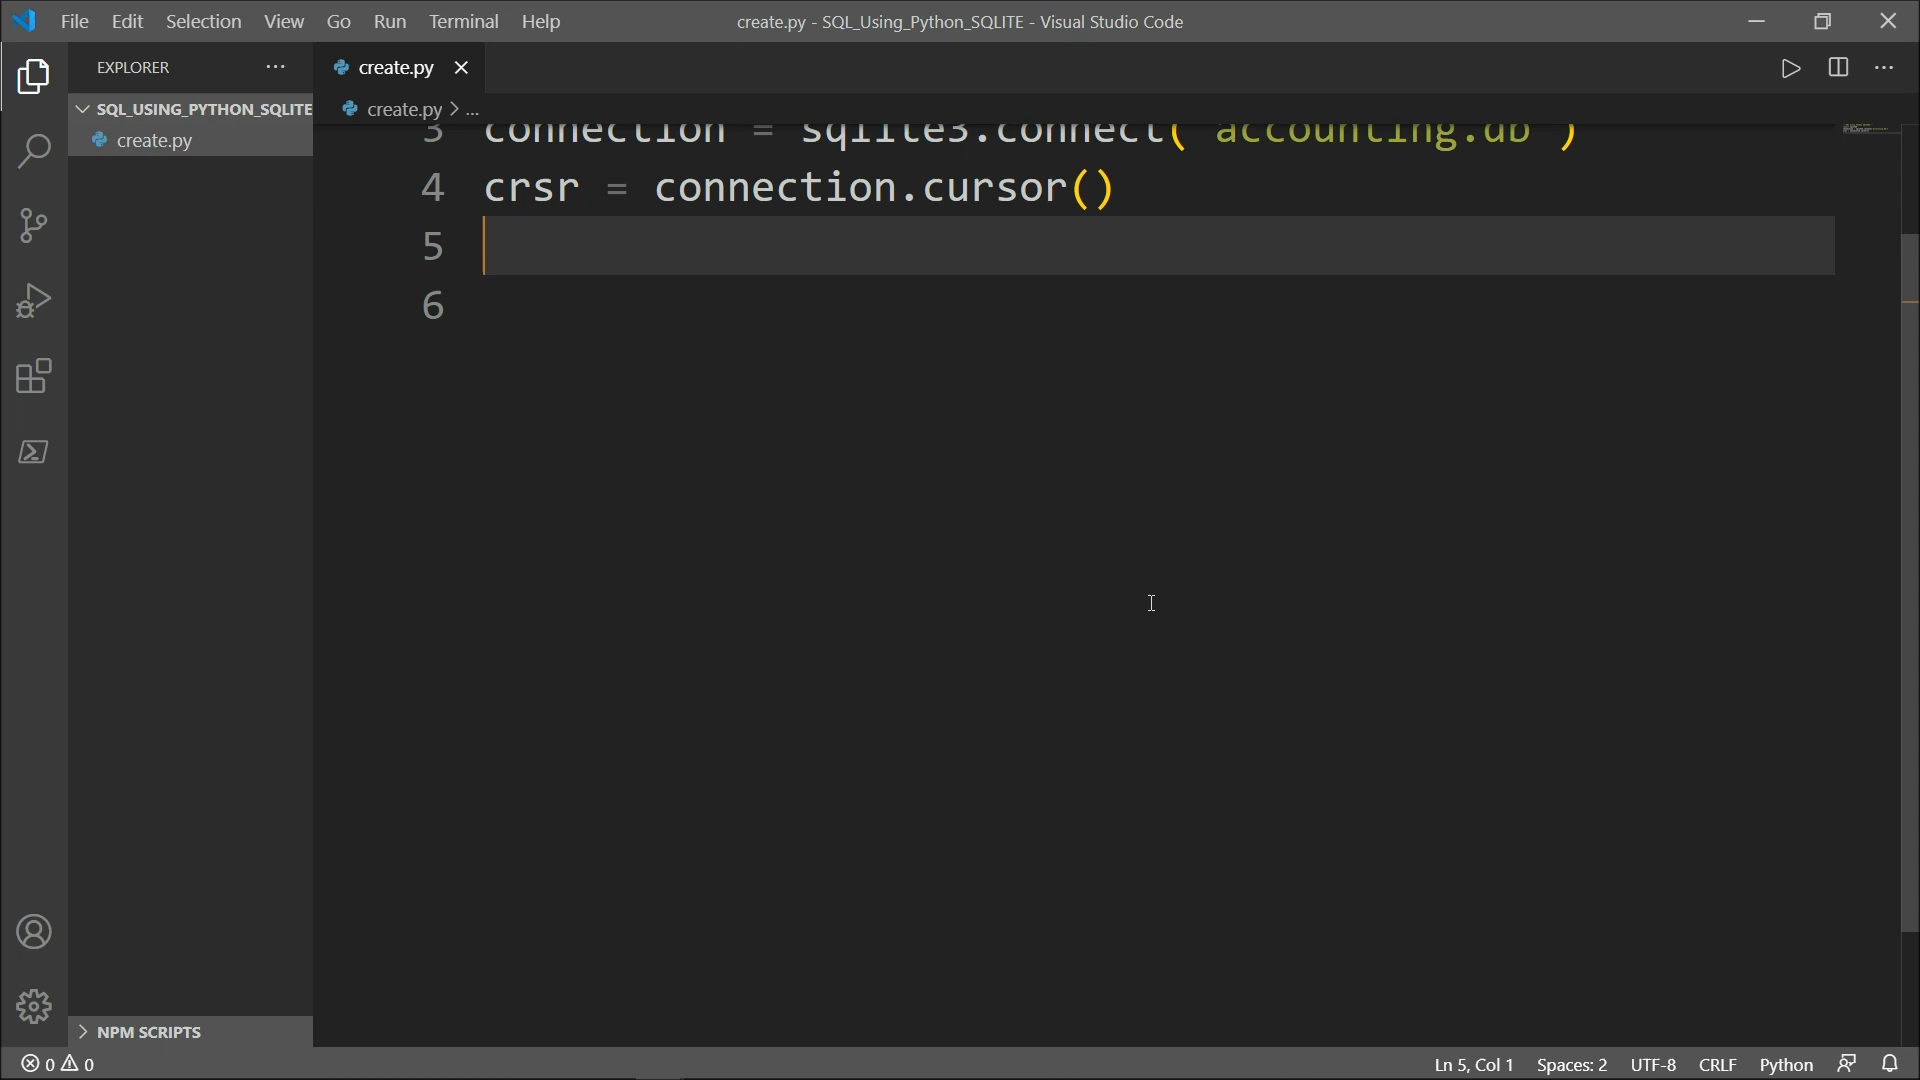 File Edit Selection View Go Run Terminal Help create.py - SQL_Using_Python_SQLITE - Visual Studio Code
EXPLORER ··· create.py
SQL_USING_PYTHON_SQLITE create.py > ...
create.py
3 connection = sqlite3.connect('accounting.db')
4 crsr = connection.cursor()
5
6
NPM SCRIPTS
0 0 Ln 5, Col 1 Spaces: 2 UTF-8 CRLF Python